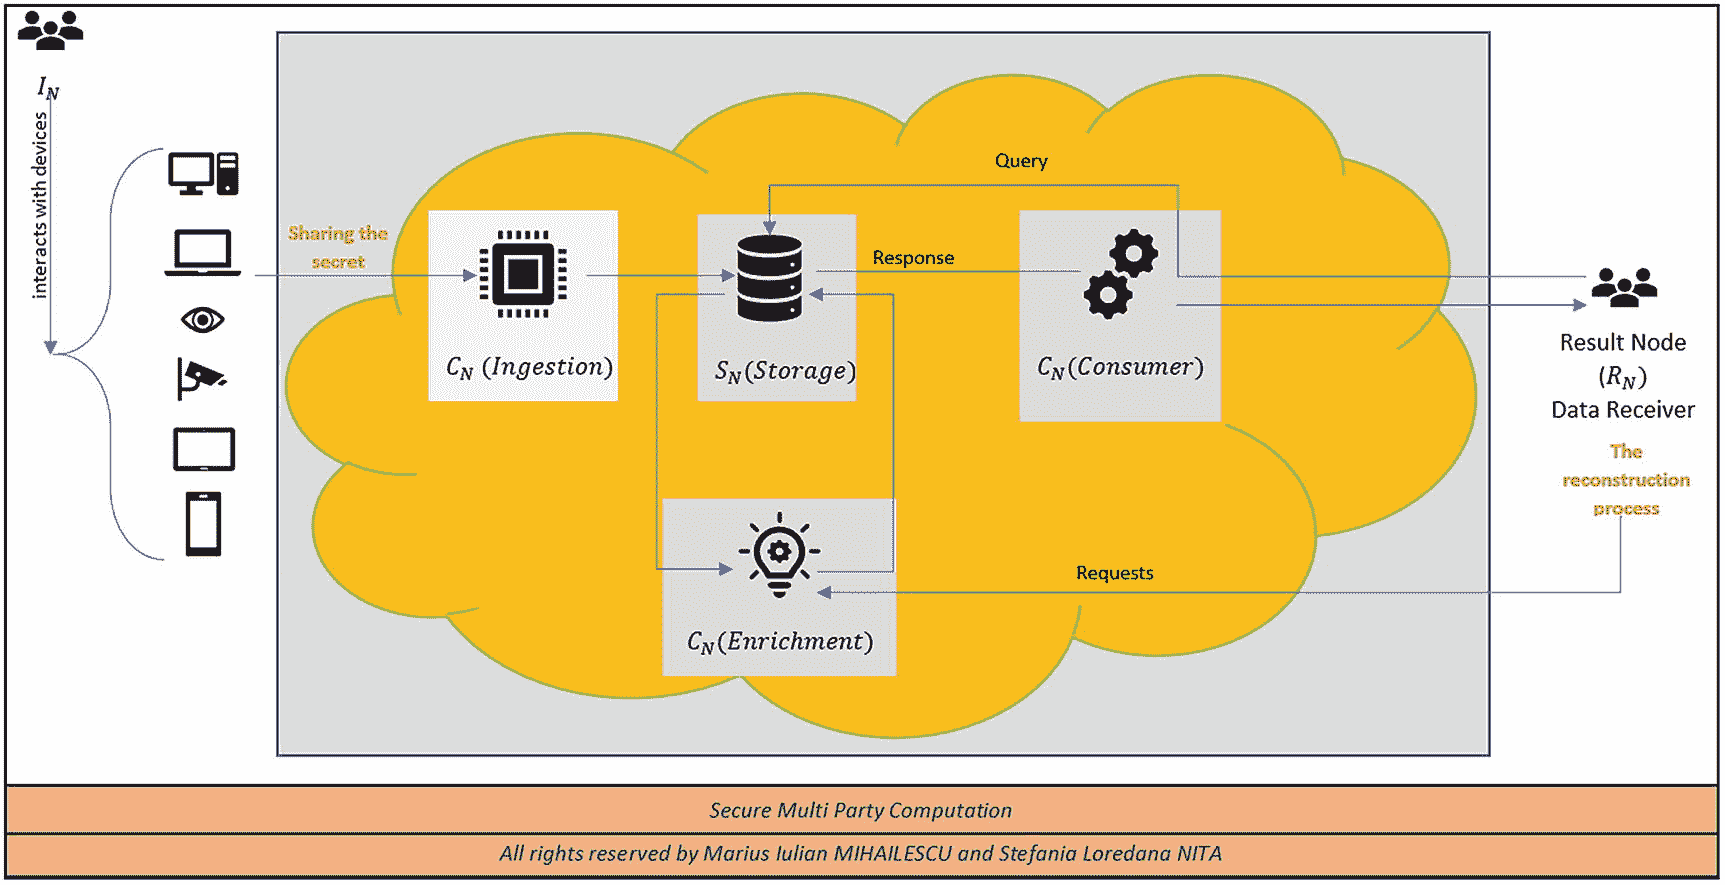 I_N
interacts with devices
Sharing the
secret
Query
Response
C_N (Ingestion)
S_N(Storage)
C_N(Consumer)
Result Node
(R_N)
Data Receiver
The
reconstruction
process
Requests
C_N(Enrichment)
Secure Multi Party Computation
All rights reserved by Marius Iulian MIHAILESCU and Stefania Loredana NITA